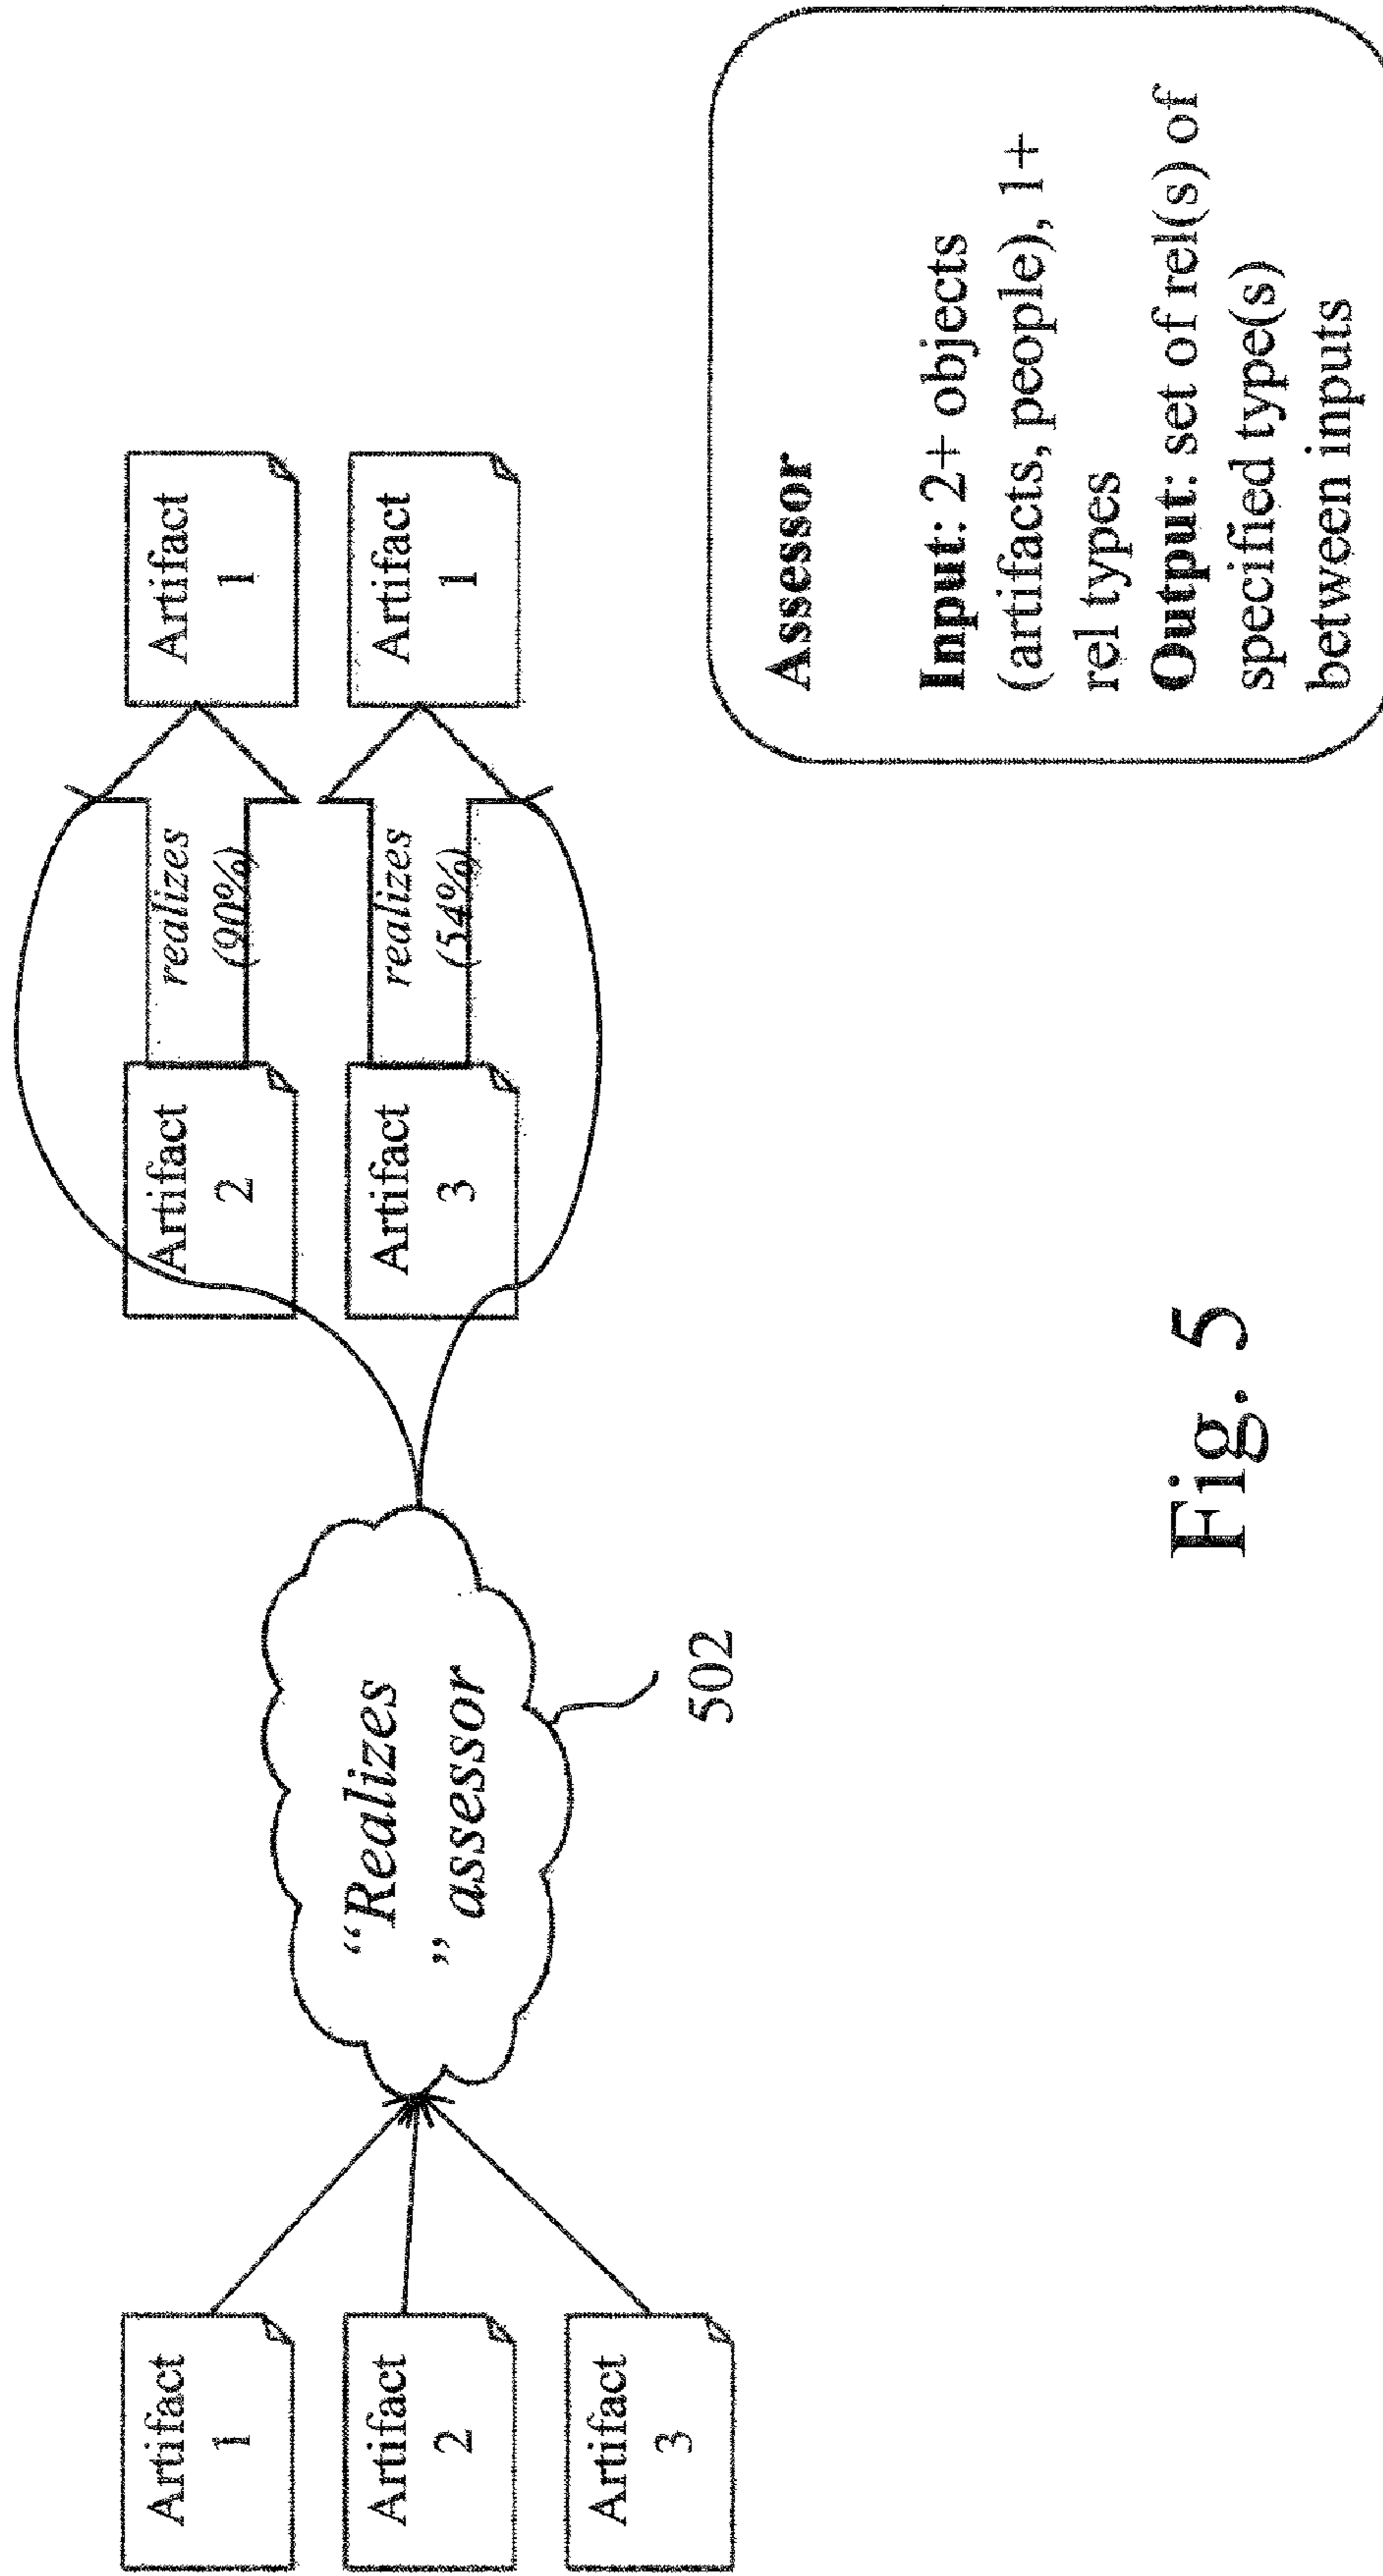 Artifact
1
Artifact
2
Artifact
3
“Realizes
” assessor
502
Artifact
2
realizes
(90%)
Artifact
1
Artifact
3
realizes
(54%)
Artifact
1
Assessor
Input: 2+ objects
(artifacts, people), 1+
rel types
Output: set of rel(s) of
specified type(s)
between inputs
Fig. 5